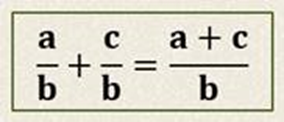 a/b + c/b = (a + c)/b